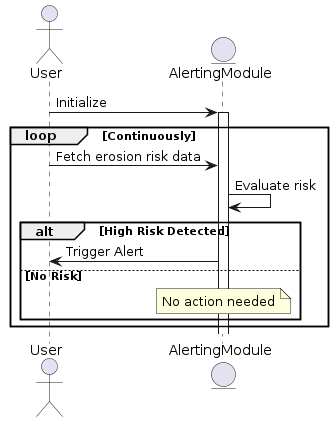 User
AlertingModule
Initialize
loop [Continuously]
Fetch erosion risk data
Evaluate risk
alt [High Risk Detected]
Trigger Alert
[No Risk]
No action needed
User
AlertingModule